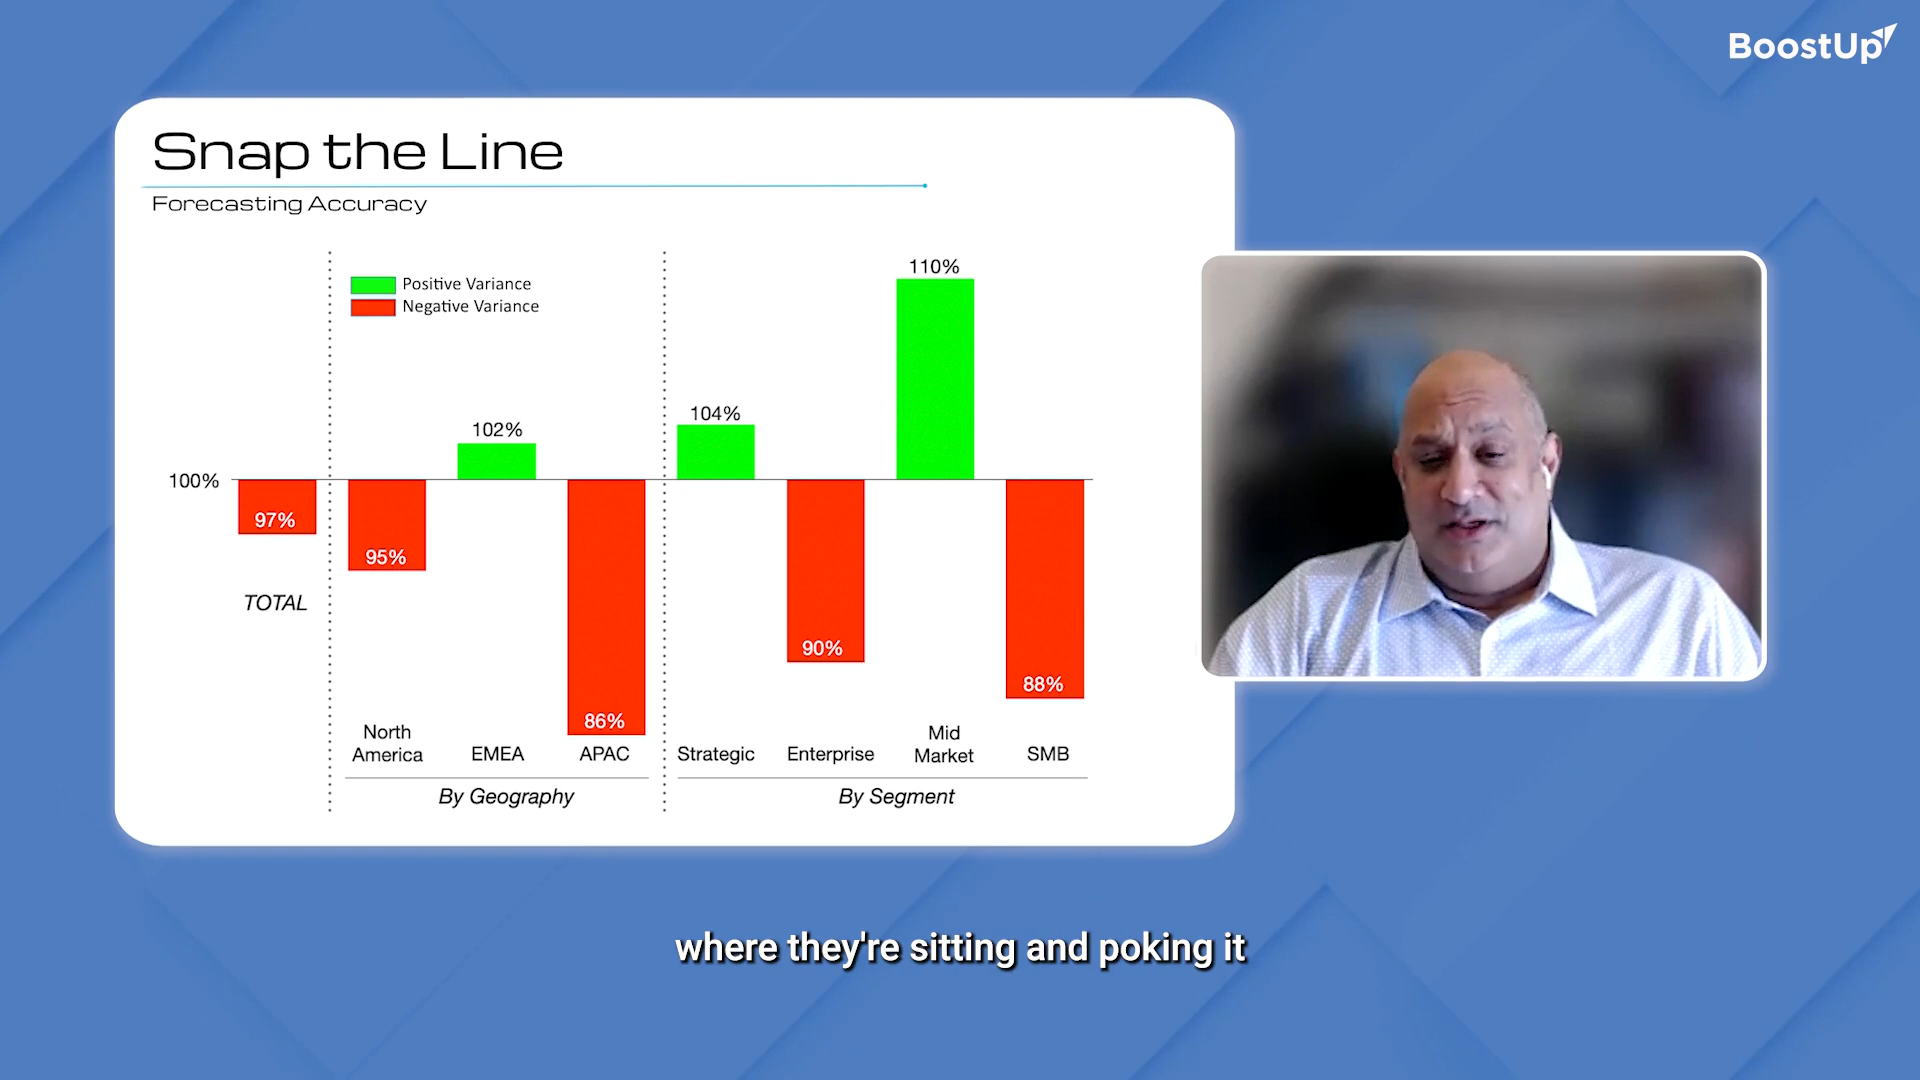 BoostUp
Snap the Line
Forecasting Accuracy
Positive Variance
Negative Variance
110%
104%
102%
100%
97%
95%
90%
88%
86%
TOTAL
North
America
EMEA
APAC
Strategic
Enterprise
Mid
Market
SMB
By Geography
By Segment
where they're sitting and poking it